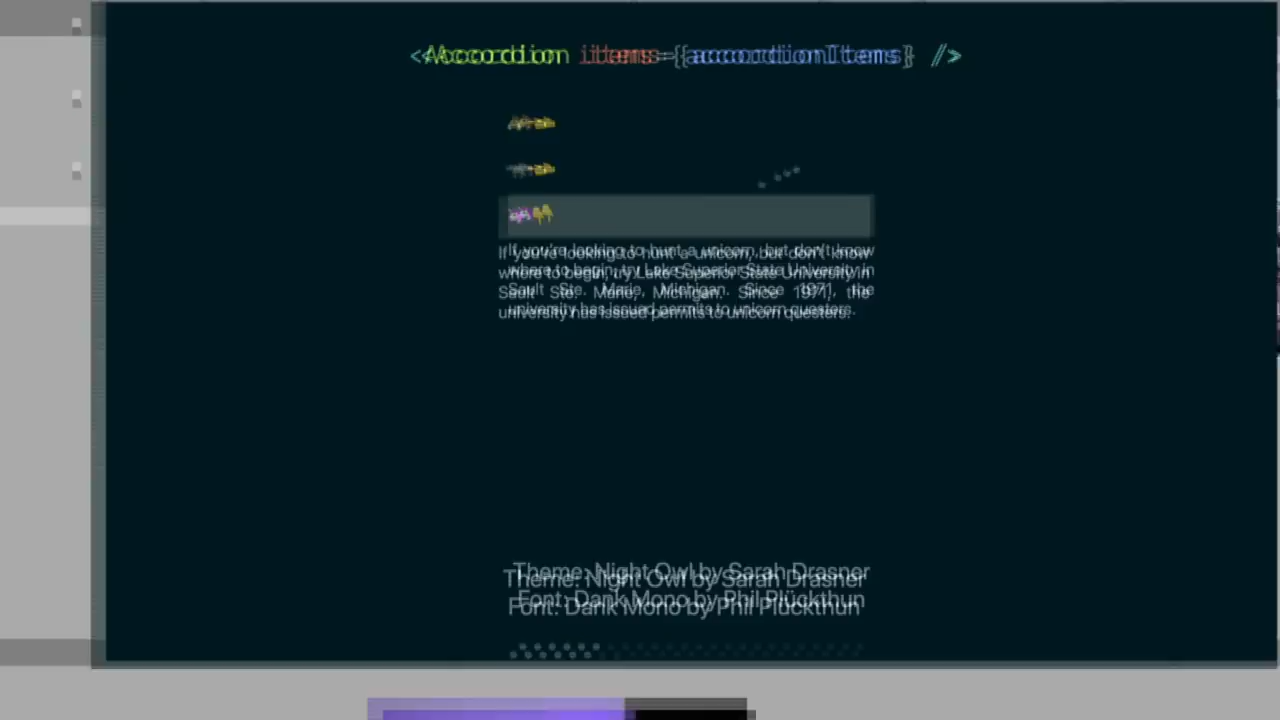 <Accordion items={accordionItems} />
If you're looking to hunt a unicorn, but don't know
where to begin, try Lake Superior State University in
Sault Ste. Marie, Michigan. Since 1971, the
university has issued permits to unicorn questers.
Theme: Night Owl by Sarah Drasner
Font: Dank Mono by Phil Plückthun